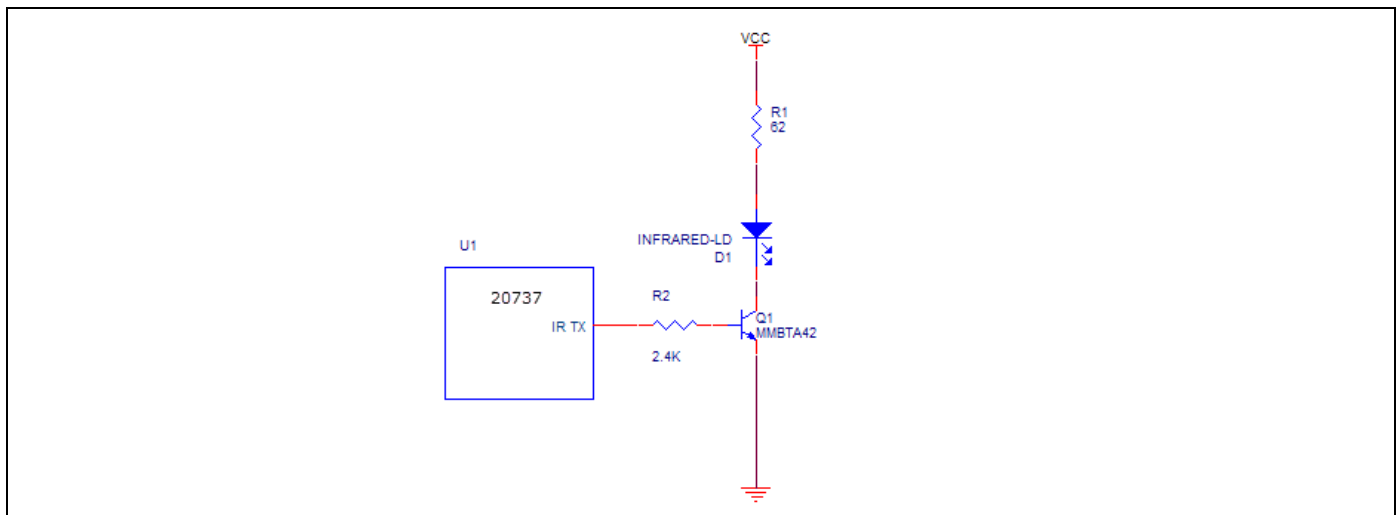 VCC
R1
62
INFRARED-LD
D1
U1
20737
IR TX
R2
2.4K
Q1
MMBTA42